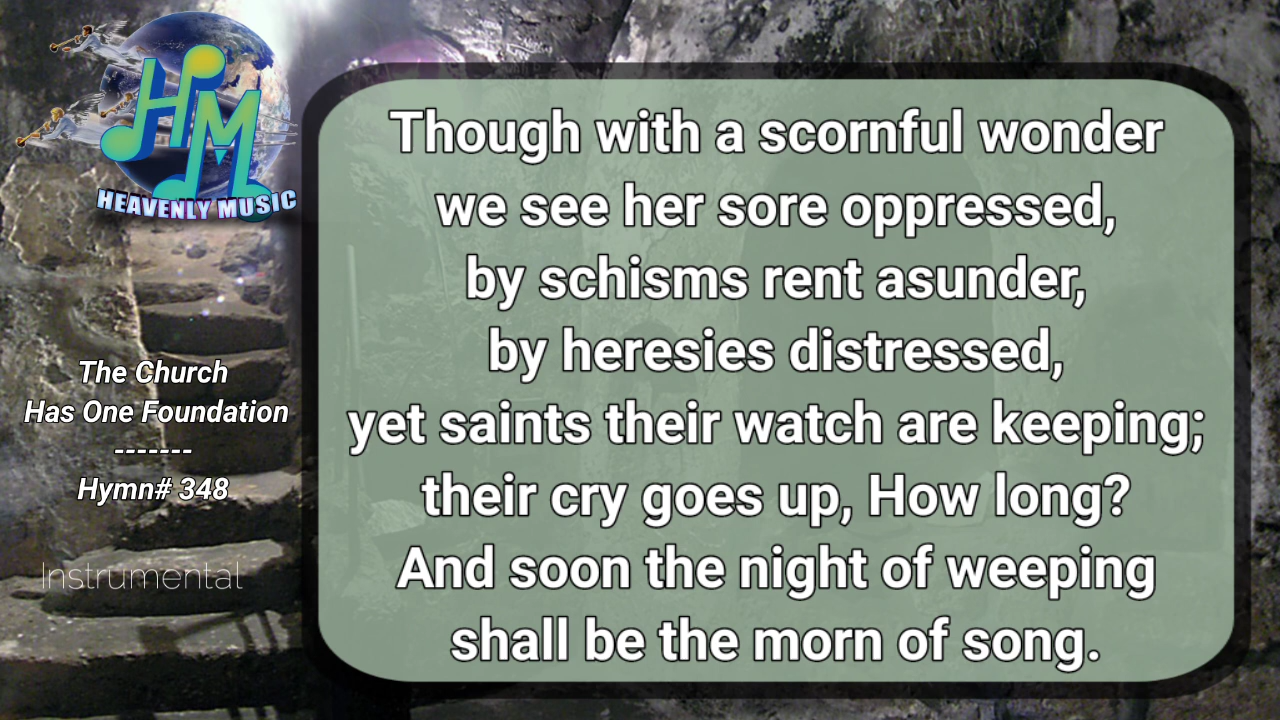 HM
HEAVENLY MUSIC
The Church
Has One Foundation
-------
Hymn# 348
Instrumental
Though with a scornful wonder
we see her sore oppressed,
by schisms rent asunder,
by heresies distressed,
yet saints their watch are keeping;
their cry goes up, How long?
And soon the night of weeping
shall be the morn of song.